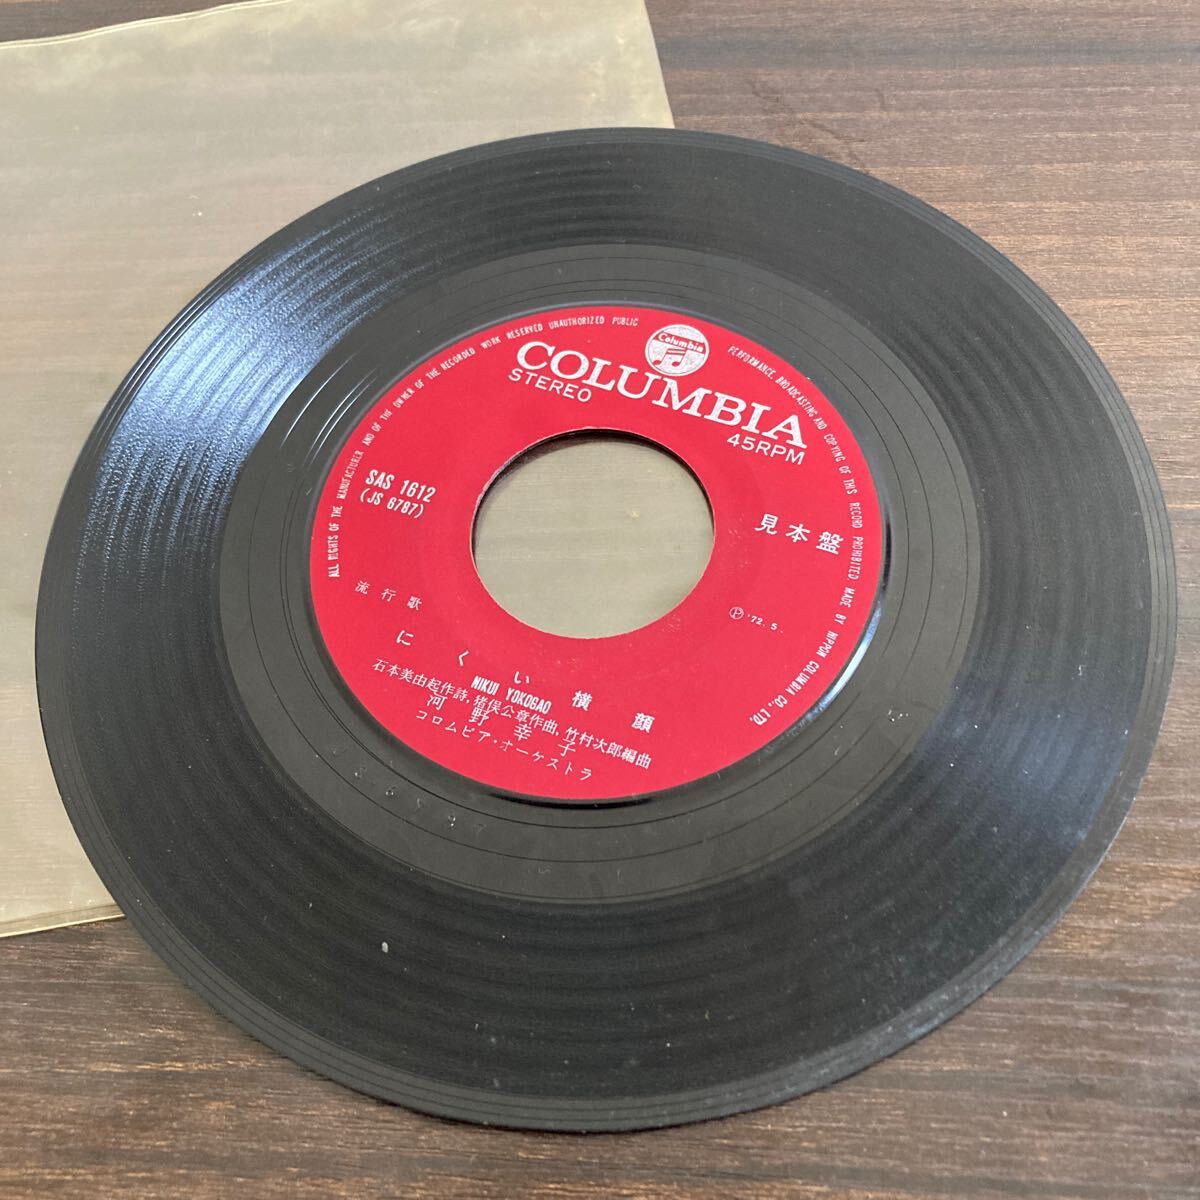 ALL RIGHTS OF THE MANUFACTURER AND OF THE OWNER OF THE RECORDED WORK RESERVED UNAUTHORIZED PUBLIC PERFORMANCE, BROADCASTING AND COPYING OF THIS RECORD PROHIBITED. MADE BY NIPPON COLUMBIA CO., LTD.
Columbia
COLUMBIA
STEREO
45RPM
SAS 1612
(JS 6787)
見本盤
Ⓟ '72. 5.
流行歌
にくい横顔
NIKUI YOKOGAO
石本美由起作詩, 猪俣公章作曲, 竹村次郎編曲
河野幸子
コロムビア・オーケストラ